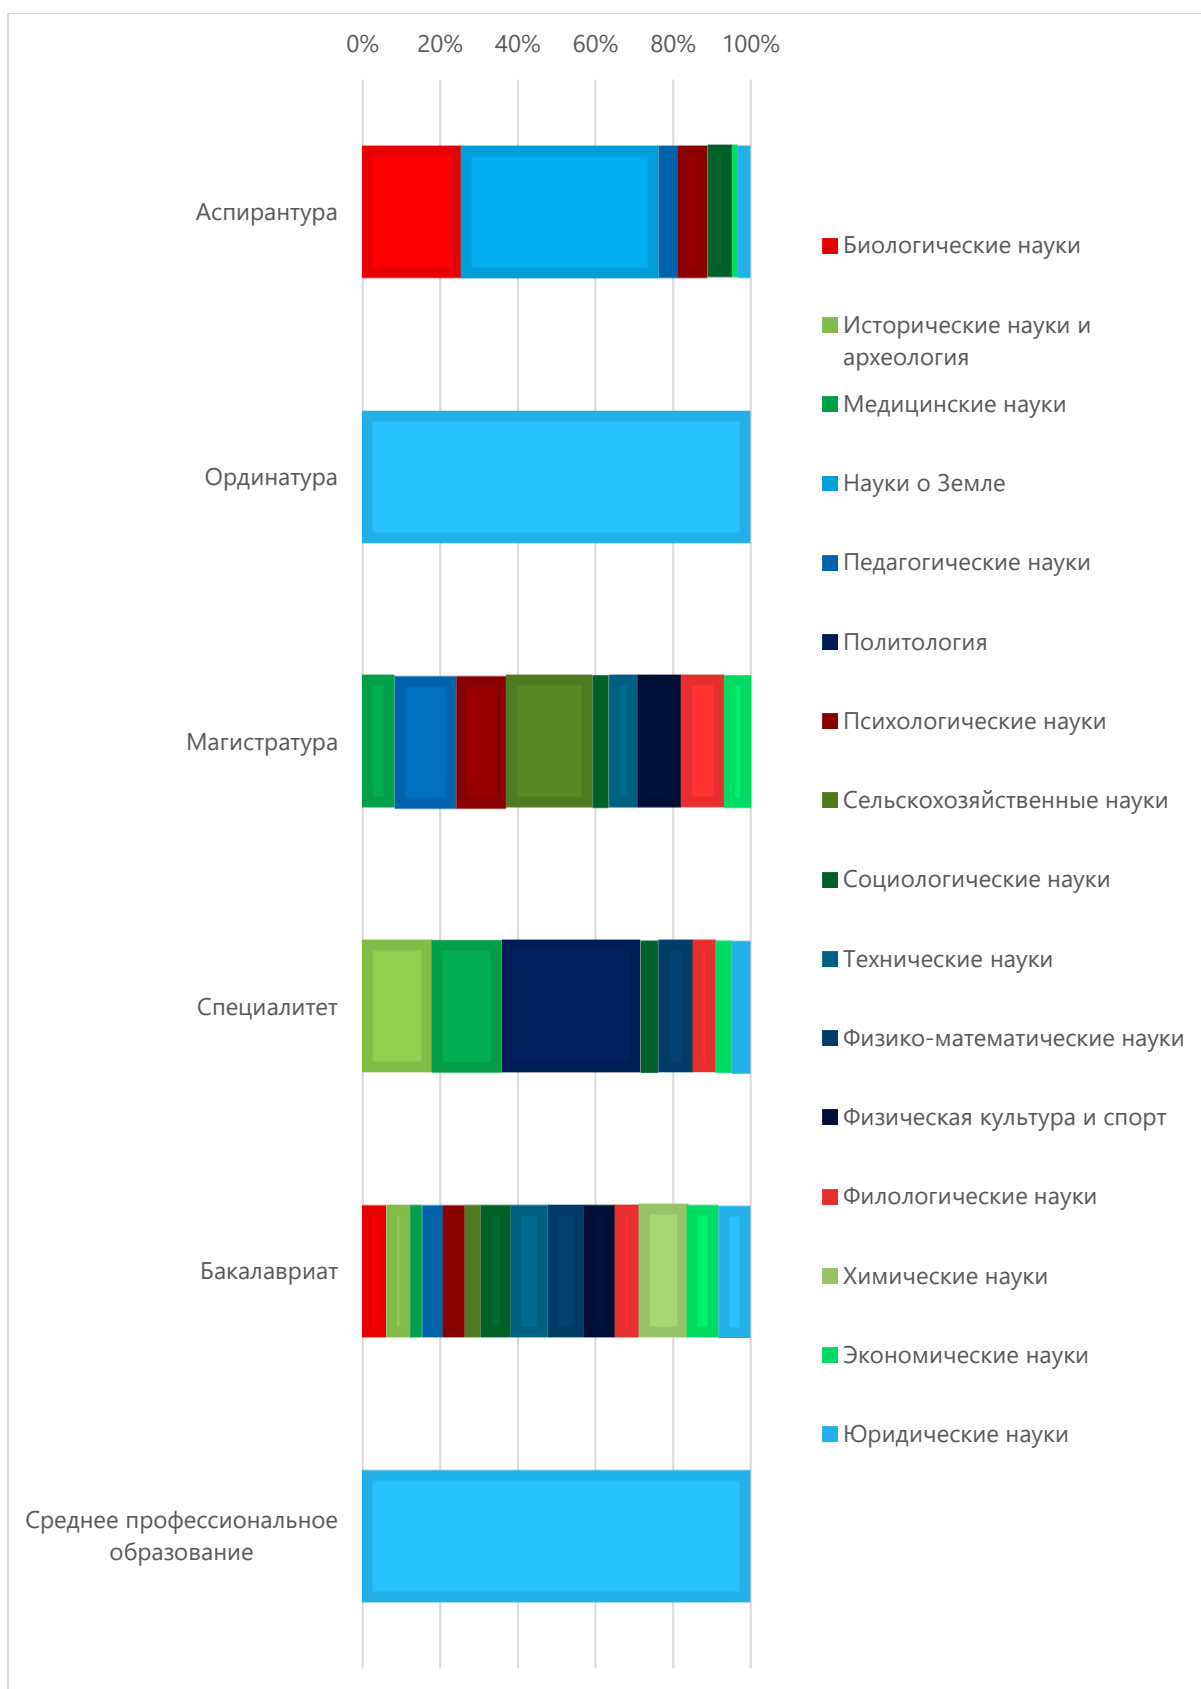 0% 20% 40% 60% 80% 100%
Аспирантура
Ординатура
Магистратура
Специалитет
Бакалавриат
Среднее профессиональное
образование
Биологические науки
Исторические науки и
археология
Медицинские науки
Науки о Земле
Педагогические науки
Политология
Психологические науки
Сельскохозяйственные науки
Социологические науки
Технические науки
Физико-математические науки
Физическая культура и спорт
Филологические науки
Химические науки
Экономические науки
Юридические науки